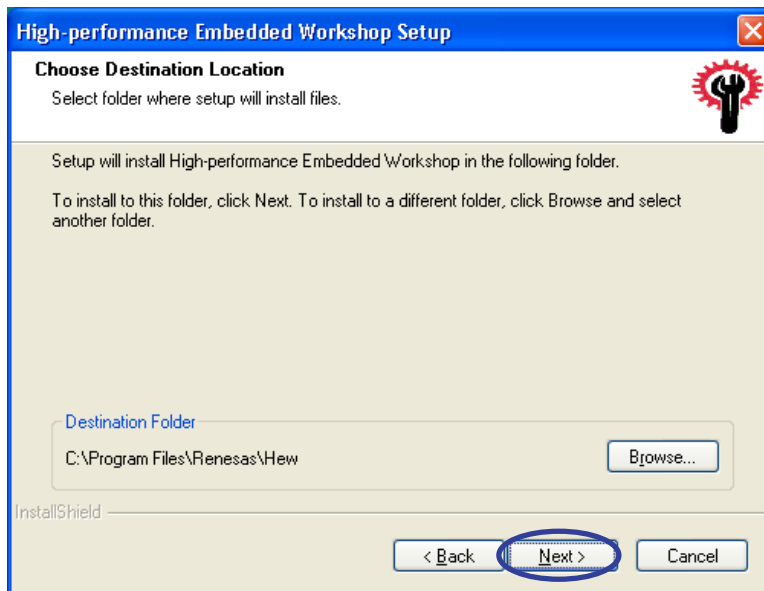 High-performance Embedded Workshop Setup
Choose Destination Location
Select folder where setup will install files.
Setup will install High-performance Embedded Workshop in the following folder.
To install to this folder, click Next. To install to a different folder, click Browse and select
another folder.
Destination Folder
C:\Program Files\Renesas\Hew
Browse...
InstallShield
< Back
Next >
Cancel